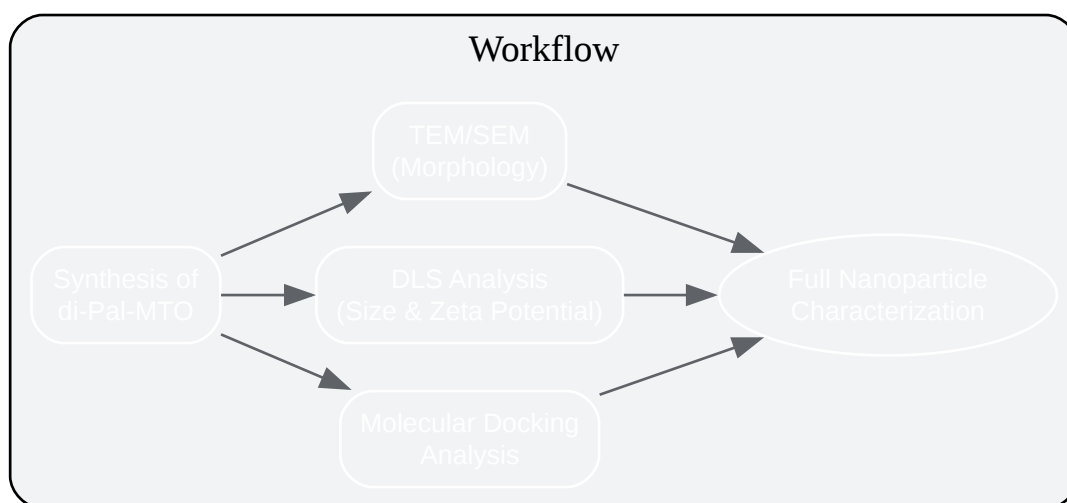 Workflow
TEM/SEM
(Morphology)
Synthesis of
di-Pal-MTO
DLS Analysis
(Size & Zeta Potential)
Full Nanoparticle
Characterization
Molecular Docking
Analysis